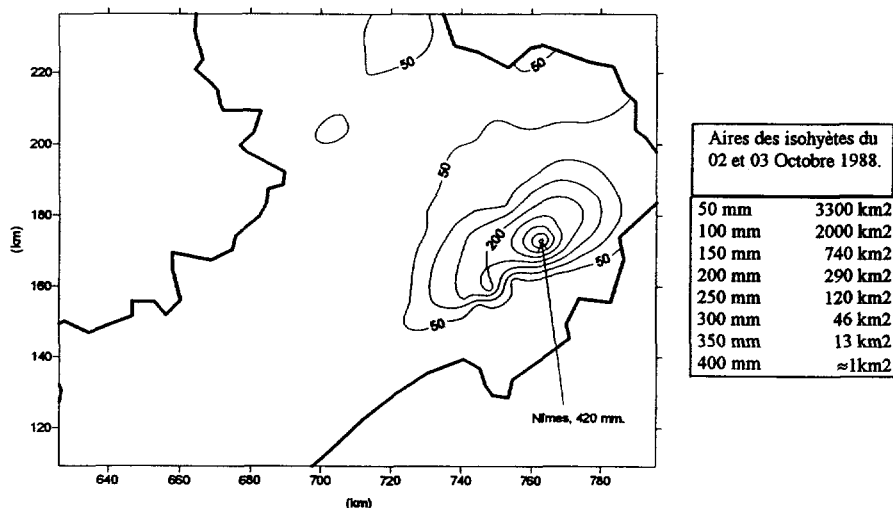 220
200
180
160
140
120
(km)
640
660
680
700
720
740
760
780
(km)
50
50
50
200
50
50
Nîmes, 420 mm.
Aires des isohyètes du
02 et 03 Octobre 1988.
50 mm 3300 km2
100 mm 2000 km2
150 mm 740 km2
200 mm 290 km2
250 mm 120 km2
300 mm 46 km2
350 mm 13 km2
400 mm ≈1km2